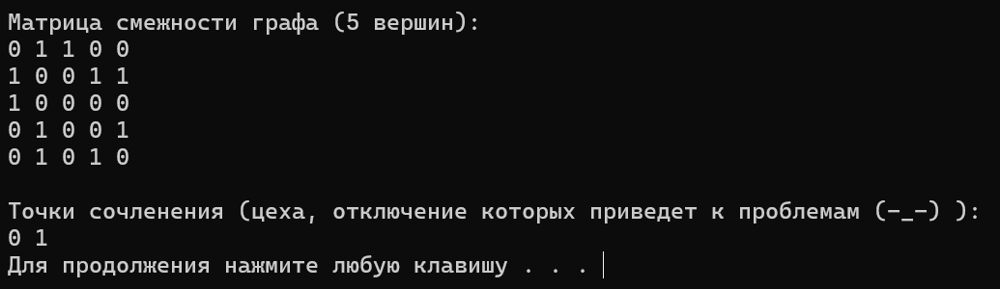 Матрица смежности графа (5 вершин):
0 1 1 0 0
1 0 0 1 1
1 0 0 0 0
0 1 0 0 1
0 1 0 1 0
Точки сочленения (цеха, отключение которых приведет к проблемам (-_-) ):
0 1
Для продолжения нажмите любую клавишу . . .